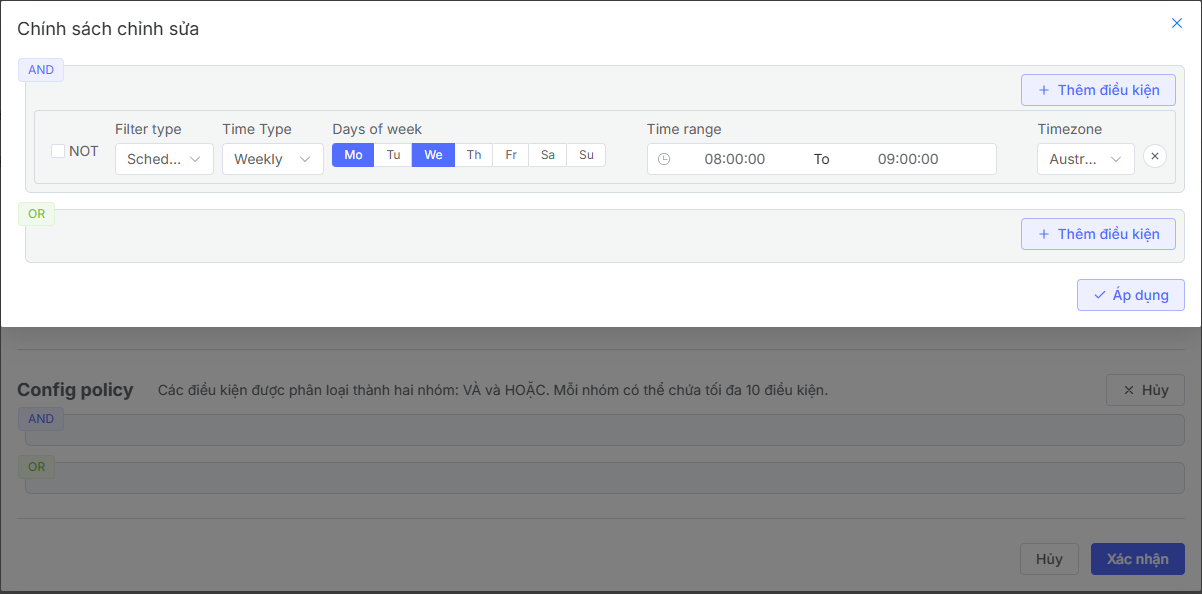 Chính sách chỉnh sửa
AND
Thêm điều kiện
NOT
Filter type
Sched...
Time Type
Weekly
Days of week
Mo Tu We Th Fr Sa Su
Time range
08:00:00 To 09:00:00
Timezone
Austr...
OR
Thêm điều kiện
Áp dụng
Config policy
Các điều kiện được phân loại thành hai nhóm: VÀ và HOẶC. Mỗi nhóm có thể chứa tối đa 10 điều kiện.
Hủy
AND
OR
Hủy
Xác nhận